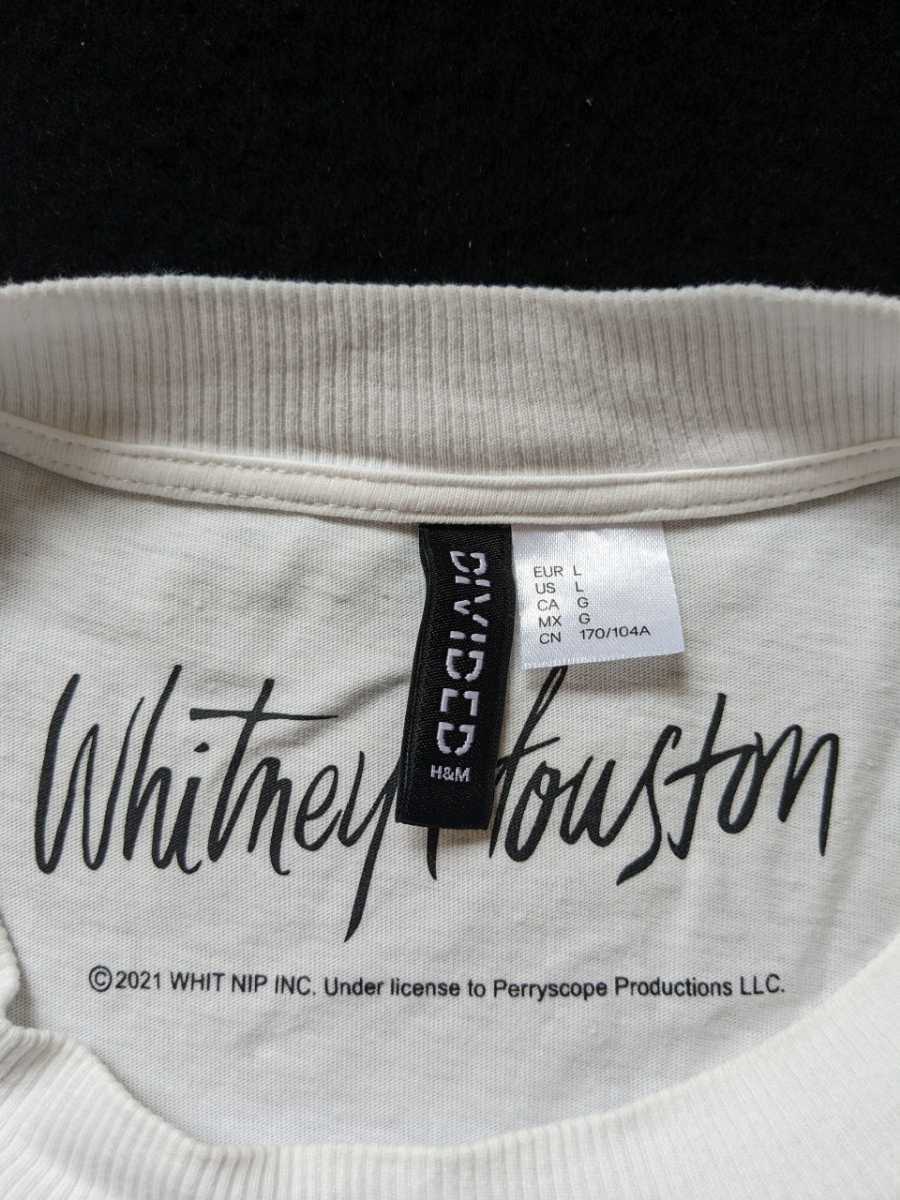 DIVIDED
H&M
EUR L
US L
CA G
MX G
CN 170/104A
Whitney Houston
©2021 WHIT NIP INC. Under license to Perryscope Productions LLC.